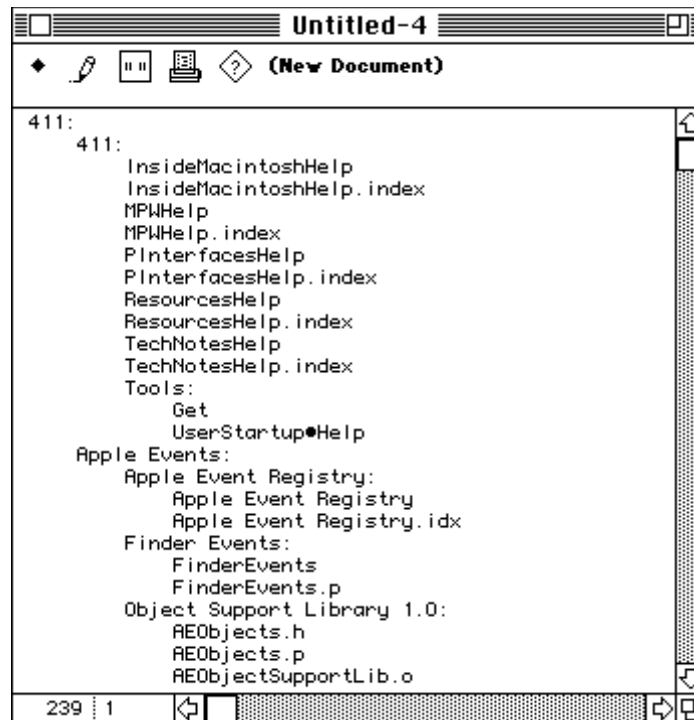 Untitled-4
(New Document)
411:
411:
InsideMacintoshHelp
InsideMacintoshHelp.index
MPWHelp
MPWHelp.index
PInterfacesHelp
PInterfacesHelp.index
ResourcesHelp
ResourcesHelp.index
TechNotesHelp
TechNotesHelp.index
Tools:
Get
UserStartup●Help
Apple Events:
Apple Event Registry:
Apple Event Registry
Apple Event Registry.idx
Finder Events:
FinderEvents
FinderEvents.p
Object Support Library 1.0:
AEObjects.h
AEObjects.p
AEObjectSupportLib.o
239 1